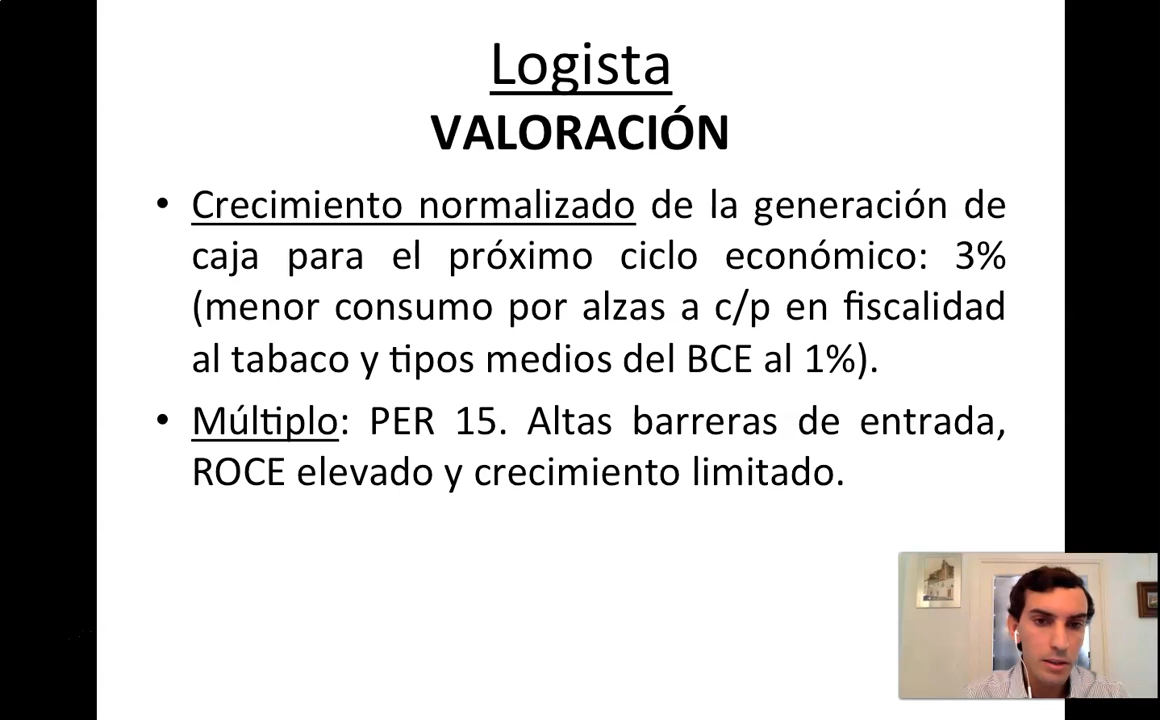 Logista
VALORACIÓN
• Crecimiento normalizado de la generación de
caja para el próximo ciclo económico: 3%
(menor consumo por alzas a c/p en fiscalidad
al tabaco y tipos medios del BCE al 1%).
• Múltiplo: PER 15. Altas barreras de entrada,
ROCE elevado y crecimiento limitado.